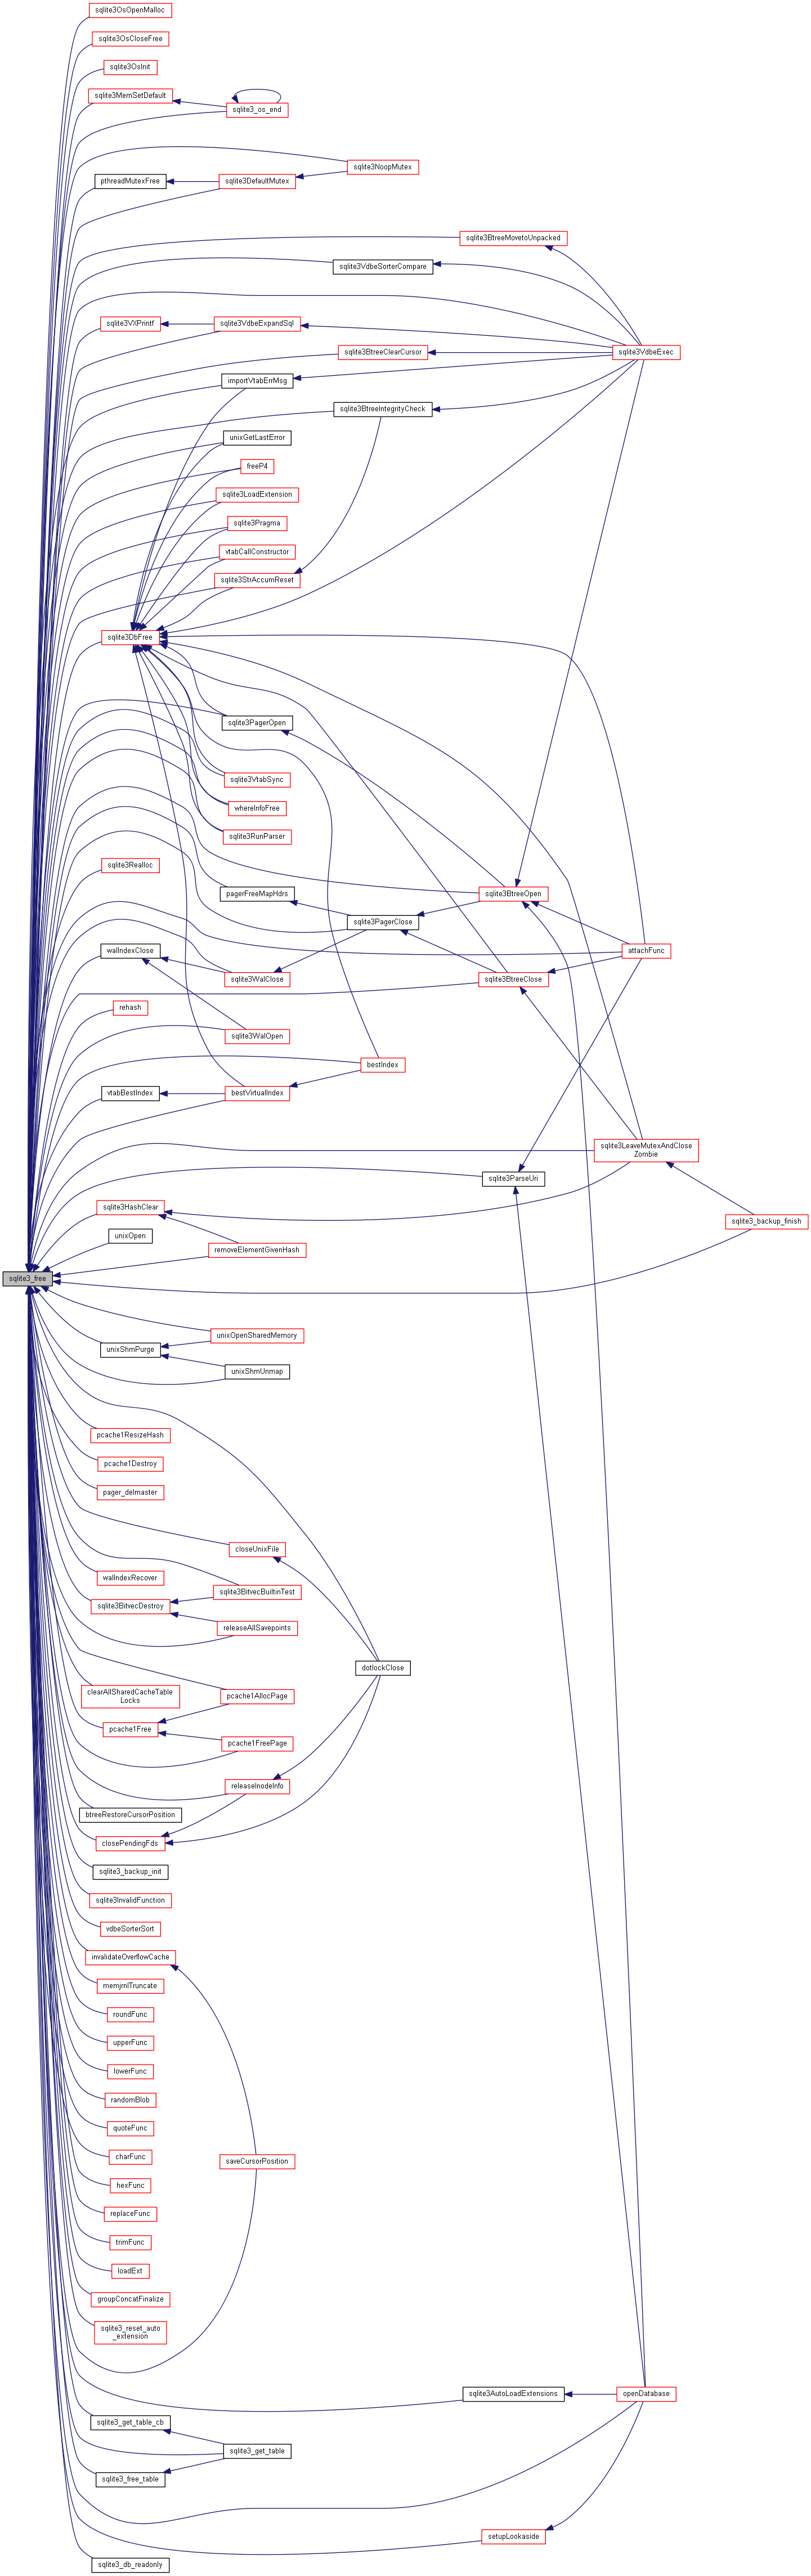 sqlite3OsOpenMalloc
sqlite3OsCloseFree
sqlite3OsInit
sqlite3MemSetDefault
sqlite3_os_end
sqlite3NoopMutex
pthreadMutexFree
sqlite3DefaultMutex
sqlite3BtreeMovetoUnpacked
sqlite3VdbeSorterCompare
sqlite3VXPrintf
sqlite3VdbeExpandSql
sqlite3BtreeClearCursor
sqlite3VdbeExec
importVtabErrMsg
sqlite3BtreeIntegrityCheck
unixGetLastError
freeP4
sqlite3LoadExtension
sqlite3Pragma
vtabCallConstructor
sqlite3StrAccumReset
sqlite3DbFree
sqlite3PagerOpen
sqlite3VtabSync
whereInfoFree
sqlite3RunParser
sqlite3Realloc
pagerFreeMapHdrs
sqlite3BtreeOpen
sqlite3PagerClose
walIndexClose
attachFunc
sqlite3WalClose
sqlite3BtreeClose
rehash
sqlite3WalOpen
bestIndex
vtabBestIndex
bestVirtualIndex
sqlite3LeaveMutexAndClose
Zombie
sqlite3ParseUri
sqlite3HashClear
sqlite3_backup_finish
unixOpen
removeElementGivenHash
sqlite3_free
unixOpenSharedMemory
unixShmPurge
unixShmUnmap
pcache1ResizeHash
pcache1Destroy
pager_delmaster
closeUnixFile
walIndexRecover
sqlite3BitvecBuiltinTest
sqlite3BitvecDestroy
releaseAllSavepoints
dotlockClose
clearAllSharedCacheTable
Locks
pcache1AllocPage
pcache1Free
pcache1FreePage
releaseInodeInfo
btreeRestoreCursorPosition
closePendingFds
sqlite3_backup_init
sqlite3InvalidFunction
vdbeSorterSort
invalidateOverflowCache
memjrnlTruncate
roundFunc
upperFunc
lowerFunc
randomBlob
quoteFunc
charFunc
saveCursorPosition
hexFunc
replaceFunc
trimFunc
loadExt
groupConcatFinalize
sqlite3_reset_auto
_extension
sqlite3AutoLoadExtensions
openDatabase
sqlite3_get_table_cb
sqlite3_get_table
sqlite3_free_table
setupLookaside
sqlite3_db_readonly